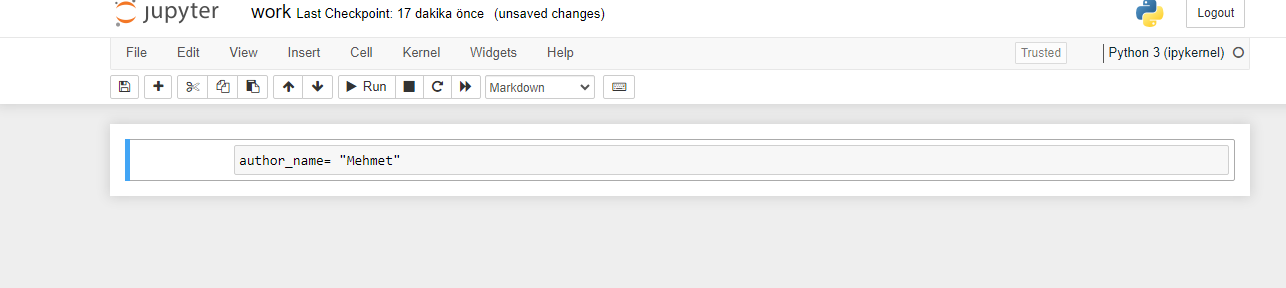 jupyter work Last Checkpoint: 17 dakika önce (unsaved changes) Logout
File Edit View Insert Cell Kernel Widgets Help Trusted Python 3 (ipykernel)
Run Markdown
author_name= "Mehmet"